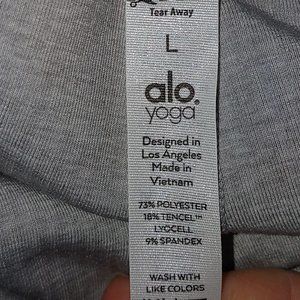 Tear Away
L
alo
yoga
Designed in
Los Angeles
Made in
Vietnam
73% POLYESTER
18% TENCEL™
LYOCELL
9% SPANDEX
WASH WITH
LIKE COLORS